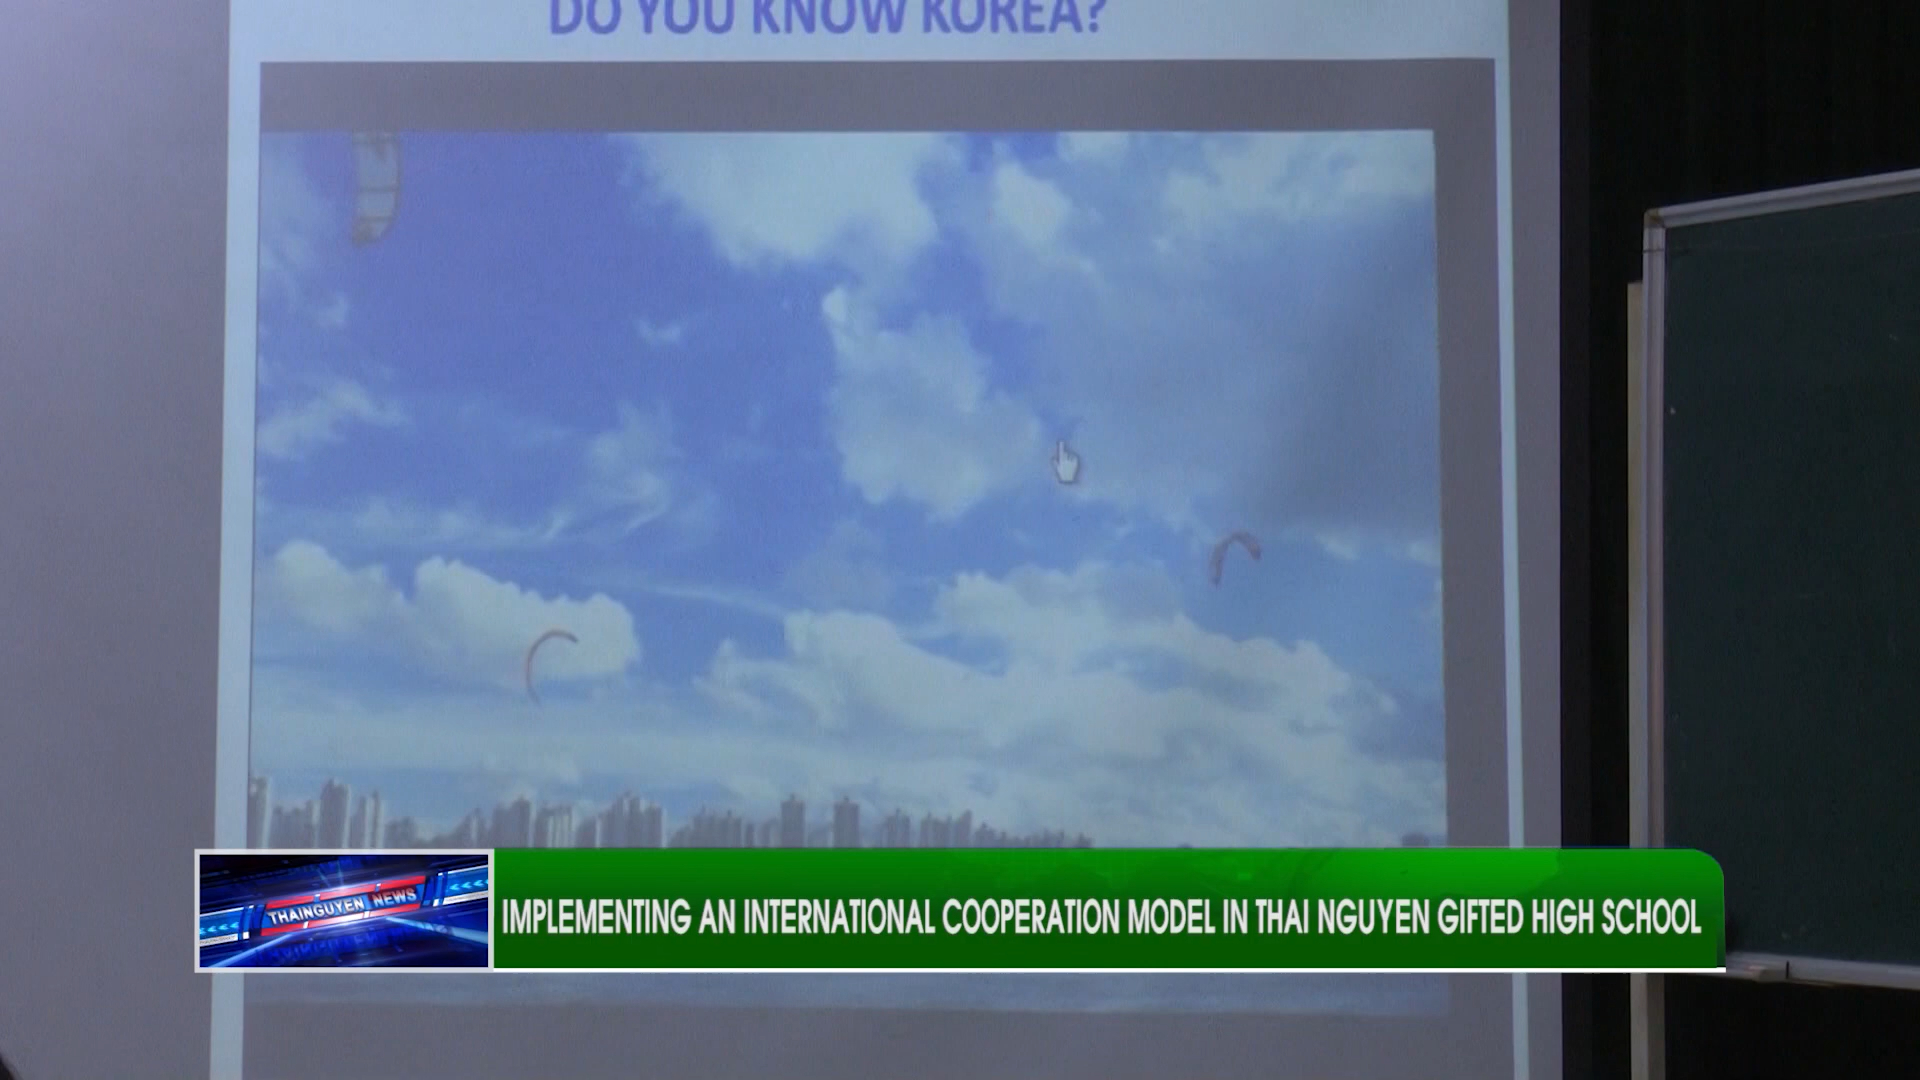 DO YOU KNOW KOREA?
THAINGUYEN NEWS
IMPLEMENTING AN INTERNATIONAL COOPERATION MODEL IN THAI NGUYEN GIFTED HIGH SCHOOL